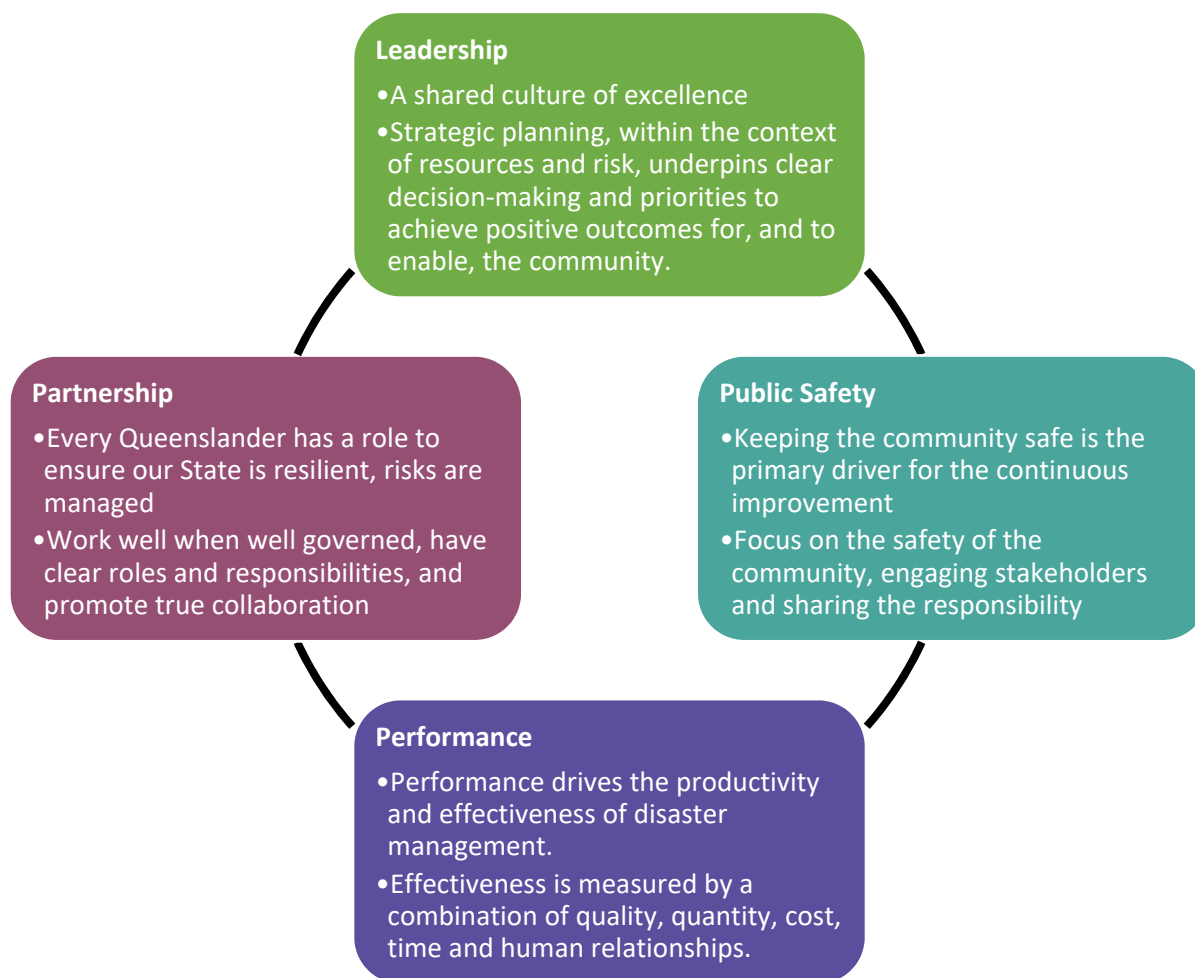 Leadership
•A shared culture of excellence
•Strategic planning, within the context
of resources and risk, underpins clear
decision-making and priorities to
achieve positive outcomes for, and to
enable, the community.
Partnership
•Every Queenslander has a role to
ensure our State is resilient, risks are
managed
•Work well when well governed, have
clear roles and responsibilities, and
promote true collaboration
Public Safety
•Keeping the community safe is the
primary driver for the continuous
improvement
•Focus on the safety of the
community, engaging stakeholders
and sharing the responsibility
Performance
•Performance drives the productivity
and effectiveness of disaster
management.
•Effectiveness is measured by a
combination of quality, quantity, cost,
time and human relationships.